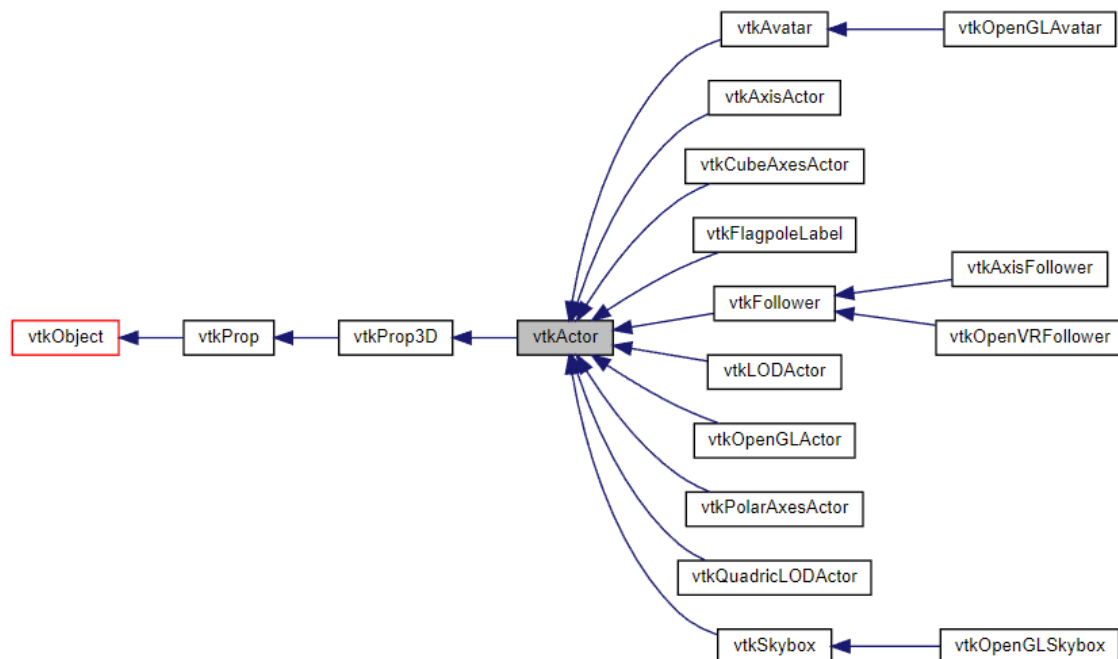 vtkAvatar
vtkOpenGLAvatar
vtkAxisActor
vtkCubeAxesActor
vtkFlagpoleLabel
vtkAxisFollower
vtkFollower
vtkOpenVRFollower
vtkObject
vtkProp
vtkProp3D
vtkActor
vtkLODActor
vtkOpenGLActor
vtkPolarAxesActor
vtkQuadricLODActor
vtkSkybox
vtkOpenGLSkybox